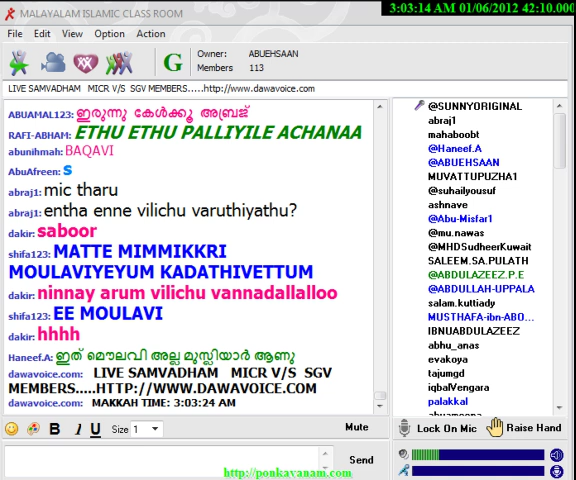 MALAYALAM ISLAMIC CLASS ROOM
3:03:14 AM 01/06/2012 42:10.000
File Edit View Option Action
G
Owner: ABUEHSAAN
Members 113
LIVE SAMVADHAM MICR V/S SGV MEMBERS.....http://www.dawavoice.com
ABUAMAL123: ഇരുന്നു കേൾക്കൂ അബ്രജ്
RAFI-ABHAM: ETHU ETHU PALLIYILE ACHANAA
abunihmah: BAQAVI
AbuAfreen: s
abraj1: mic tharu
abraj1: entha enne vilichu varuthiyathu?
dakir: saboor
shifa123: MATTE MIMMIKKRI
MOULAVIYEYUM KADATHIVETTUM
dakir: ninnay arum vilichu vannadallalloo
shifa123: EE MOULAVI
dakir: hhhh
Haneef.A: ഇത് മൌലവി അല്ല മുസ്ലിയാർ ആണു
dawavoice.com: LIVE SAMVADHAM MICR V/S SGV
MEMBERS.....HTTP://WWW.DAWAVOICE.COM
dawavoice.com: MAKKAH TIME: 3:03:24 AM
@SUNNYORIGINAL
abraj1
mahaboobt
@Haneef.A
@ABUEHSAAN
MUVATTUPUZHA1
@suhailyousuf
ashnave
@Abu-Misfar1
@mu.nawas
@MHDSudheerKuwait
SALEEM.SA.PULATH
@ABDULAZEEZ.P.E
@ABDULLAH-UPPALA
salam.kuttiady
MUSTHAFA-ibn-ABO...
IBNUABDULAZEEZ
abhu_anas
evakoya
tajumgd
iqbalVengara
palakkal
abuameena
B I U Size 1 Mute
Lock On Mic Raise Hand
Send
http://ponkavanam.com/